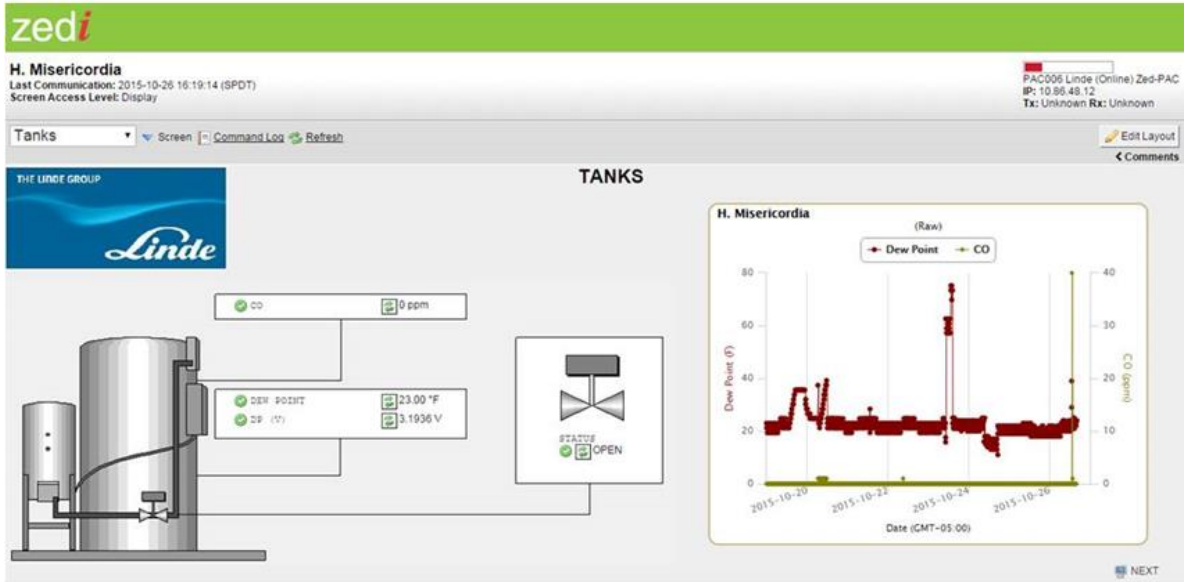 zedi
H. Misericordia
Last Communication: 2015-10-26 16:19:14 (SPDT)
Screen Access Level: Display
PAC006 Linde (Online) Zed-PAC
IP: 10.86.48.12
Tx: Unknown Rx: Unknown
Tanks Screen Command Log Refresh
Edit Layout
Comments
THE LINDE GROUP
Linde
TANKS
CO 0 ppm
DEW POINT 23.00 °F
DP (V) 3.1936 V
STATUS
OPEN
H. Misericordia
(Raw)
Dew Point CO
80 40
60 30
40 20
20 10
0 0
Dew Point (F)
CO (ppm)
2015-10-20 2015-10-22 2015-10-24 2015-10-26
Date (GMT-05:00)
NEXT